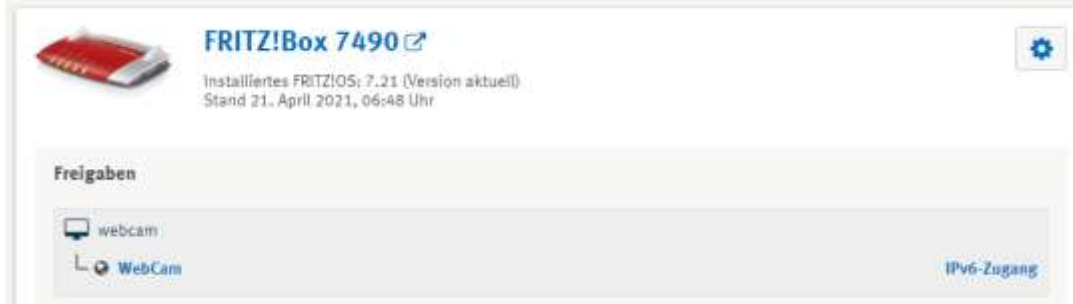 FRITZ!Box 7490
Installiertes FRITZ!OS: 7.21 (Version aktuell)
Stand 21. April 2021, 06:48 Uhr
Freigaben
webcam
WebCam IPv6-Zugang